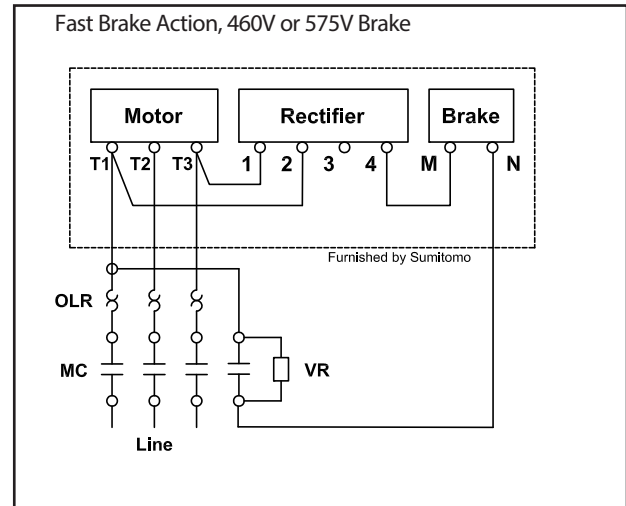 Fast Brake Action, 460V or 575V Brake
Motor Rectifier Brake
T1 T2 T3 1 2 3 4 M N
Furnished by Sumitomo
OLR
MC VR
Line